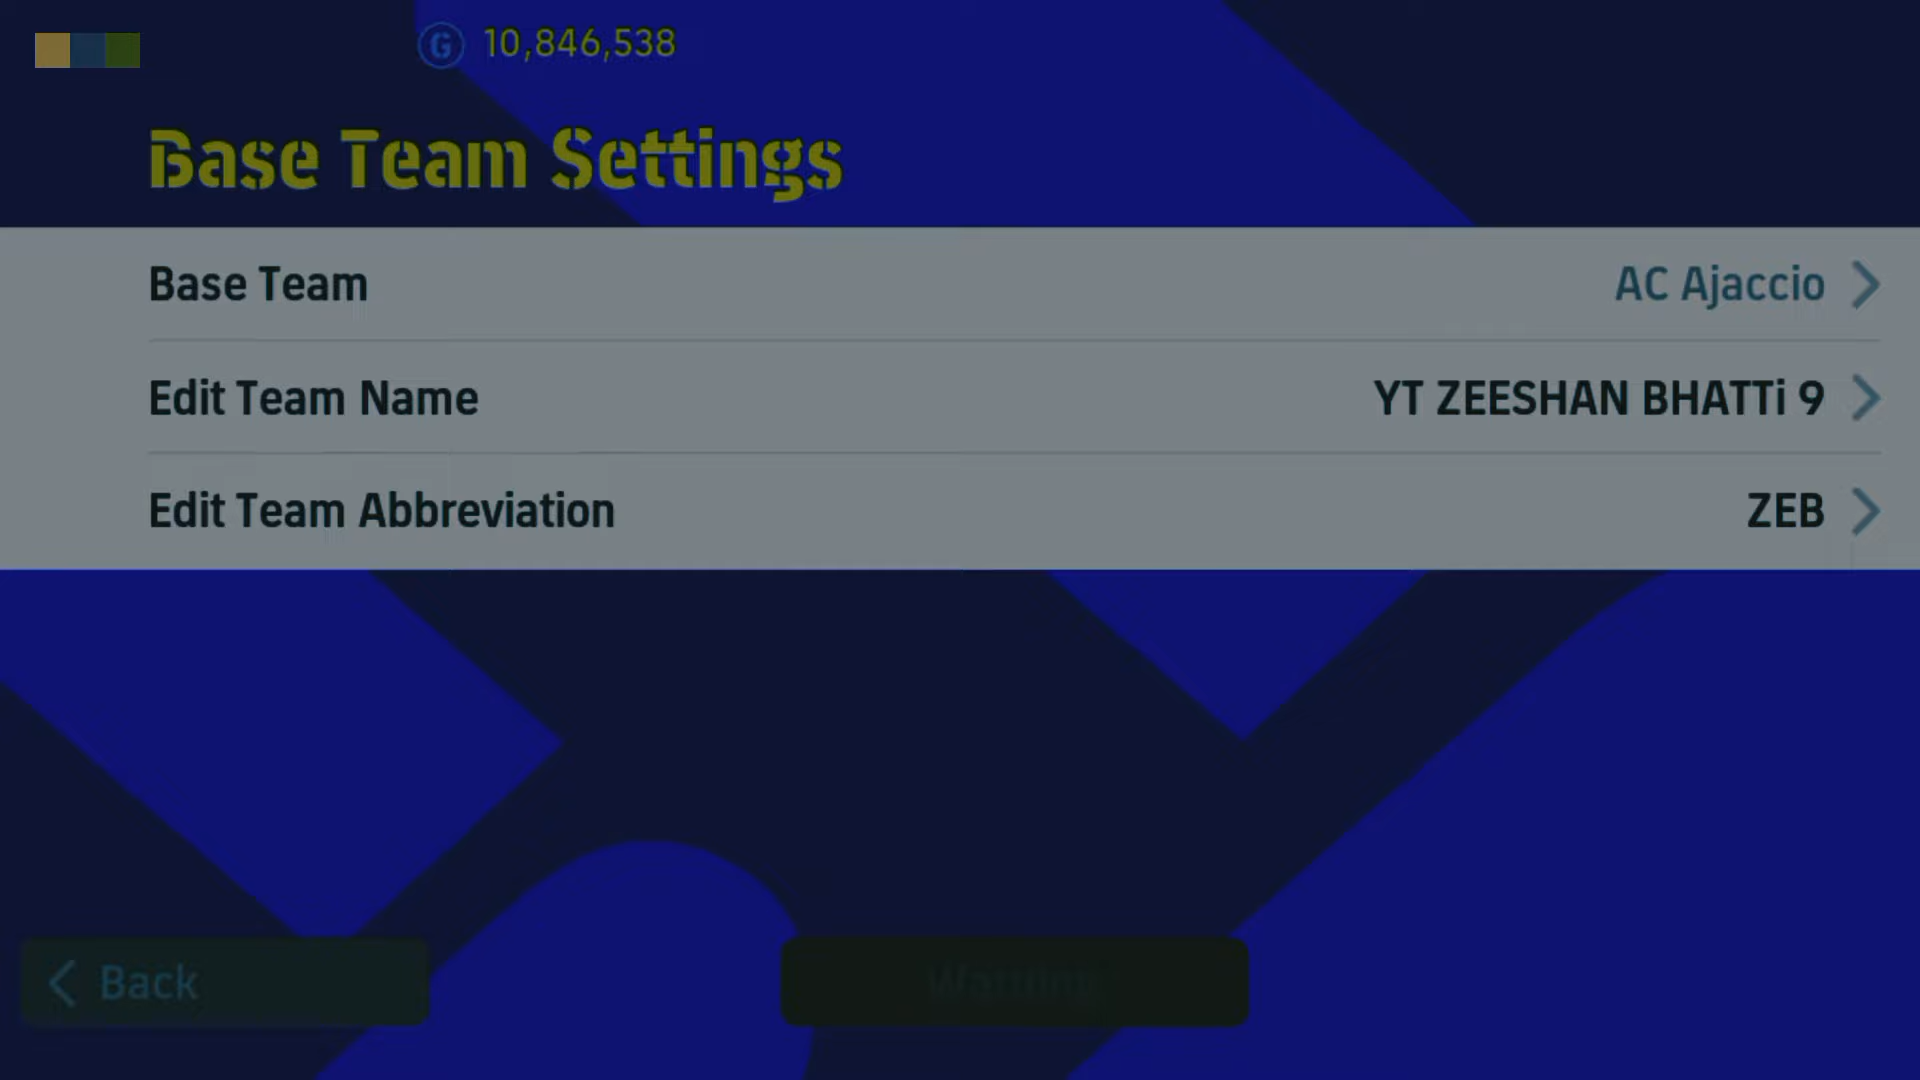 G 10,846,538
Base Team Settings
Base Team AC Ajaccio
Edit Team Name YT ZEESHAN BHATTi 9
Edit Team Abbreviation ZEB
Back